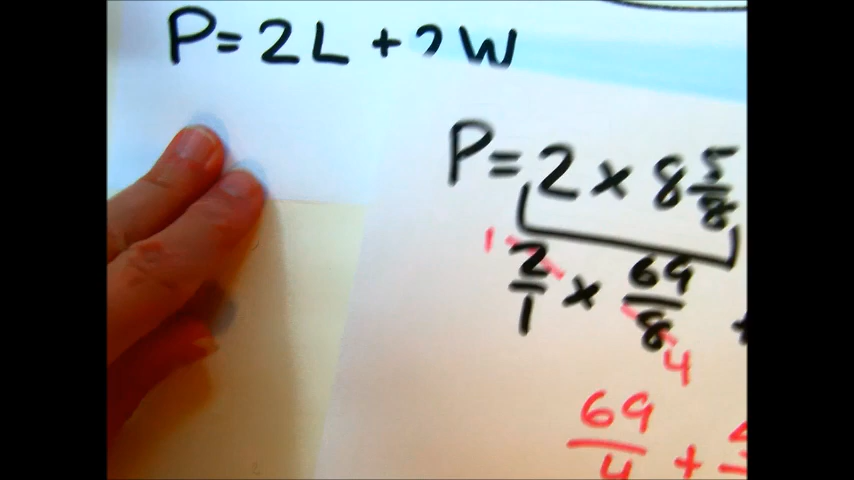 P = 2L + 2W
P = 2 × 8 5/8
1
2/1 × 69/8 +
4
69/4 +